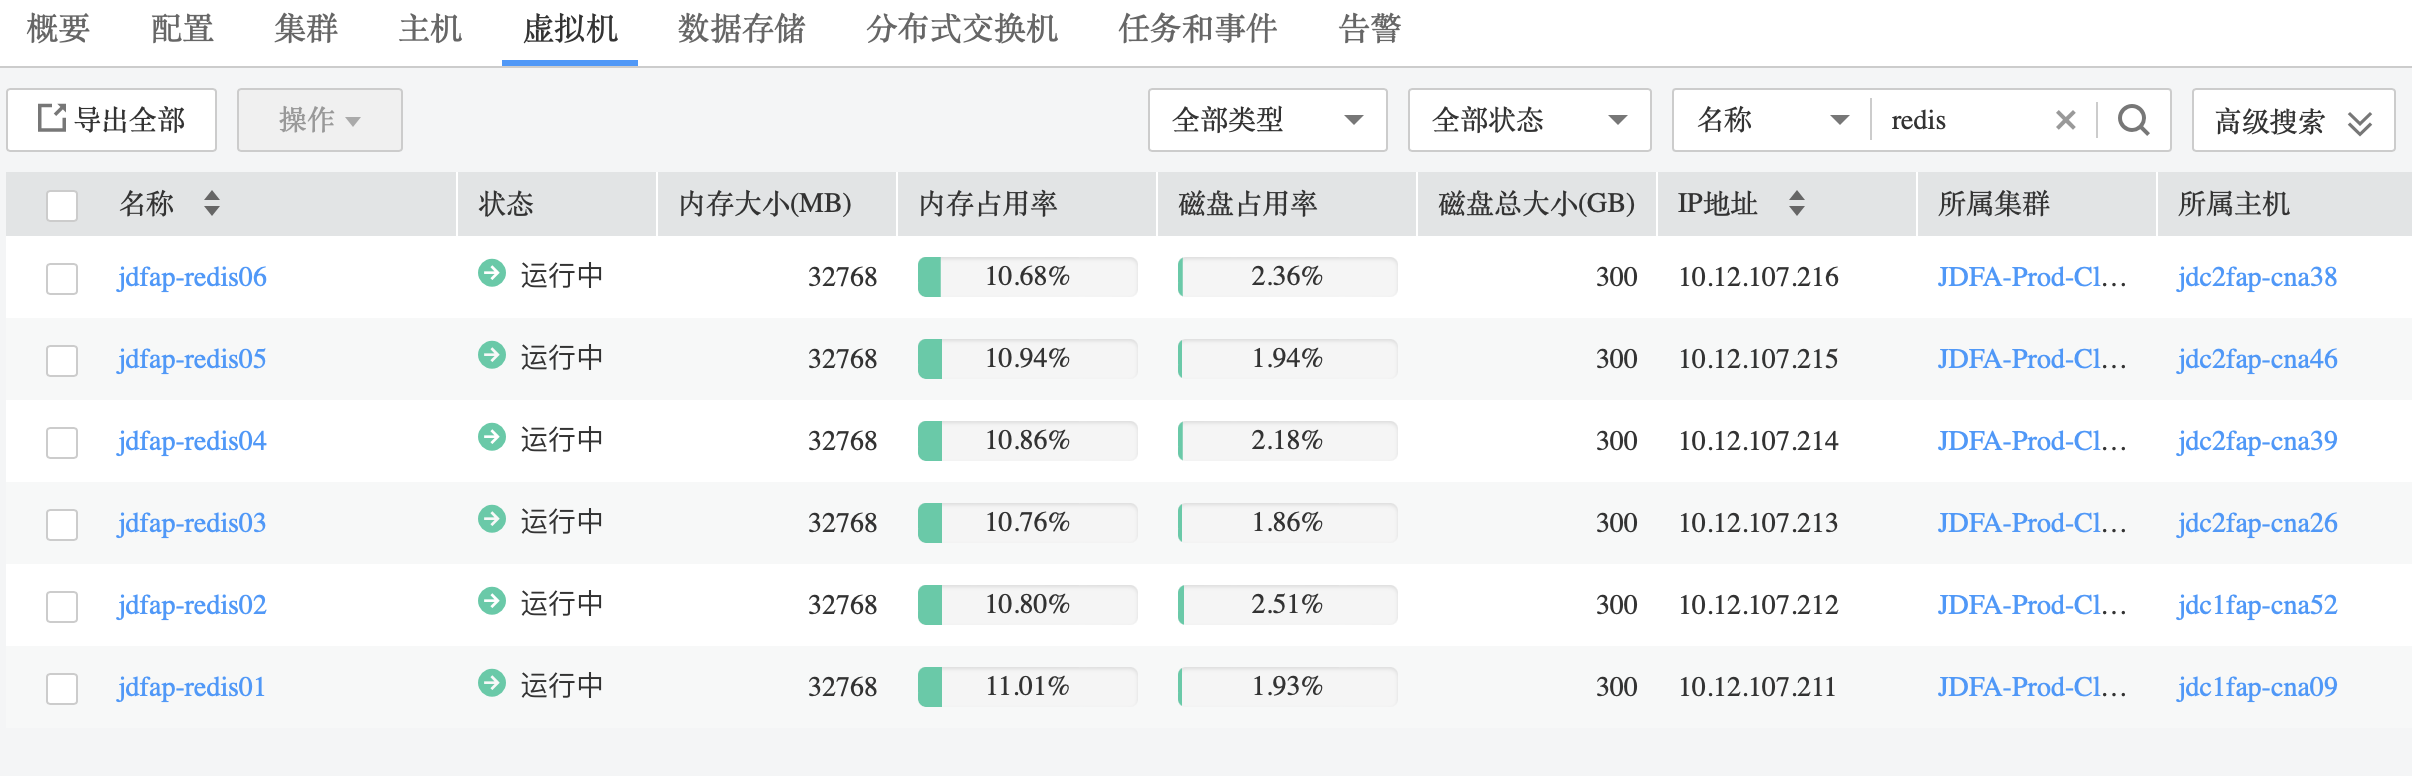 概要 配置 集群 主机 虚拟机 数据存储 分布式交换机 任务和事件 告警
导出全部 操作 全部类型 全部状态 名称 redis 高级搜索
名称 状态 内存大小(MB) 内存占用率 磁盘占用率 磁盘总大小(GB) IP地址 所属集群 所属主机
jdfap-redis06 运行中 32768 10.68% 2.36% 300 10.12.107.216 JDFA-Prod-Cl... jdc2fap-cna38
jdfap-redis05 运行中 32768 10.94% 1.94% 300 10.12.107.215 JDFA-Prod-Cl... jdc2fap-cna46
jdfap-redis04 运行中 32768 10.86% 2.18% 300 10.12.107.214 JDFA-Prod-Cl... jdc2fap-cna39
jdfap-redis03 运行中 32768 10.76% 1.86% 300 10.12.107.213 JDFA-Prod-Cl... jdc2fap-cna26
jdfap-redis02 运行中 32768 10.80% 2.51% 300 10.12.107.212 JDFA-Prod-Cl... jdc1fap-cna52
jdfap-redis01 运行中 32768 11.01% 1.93% 300 10.12.107.211 JDFA-Prod-Cl... jdc1fap-cna09